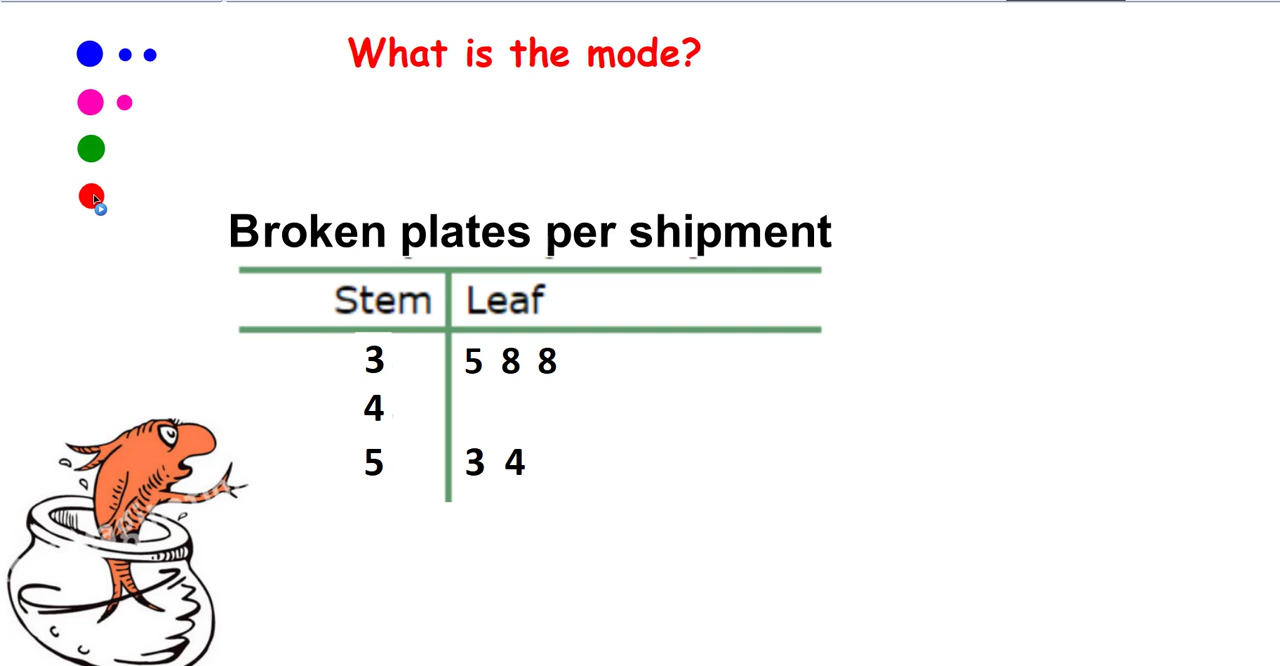 What is the mode?
Broken plates per shipment
Stem Leaf
3 5 8 8
4
5 3 4